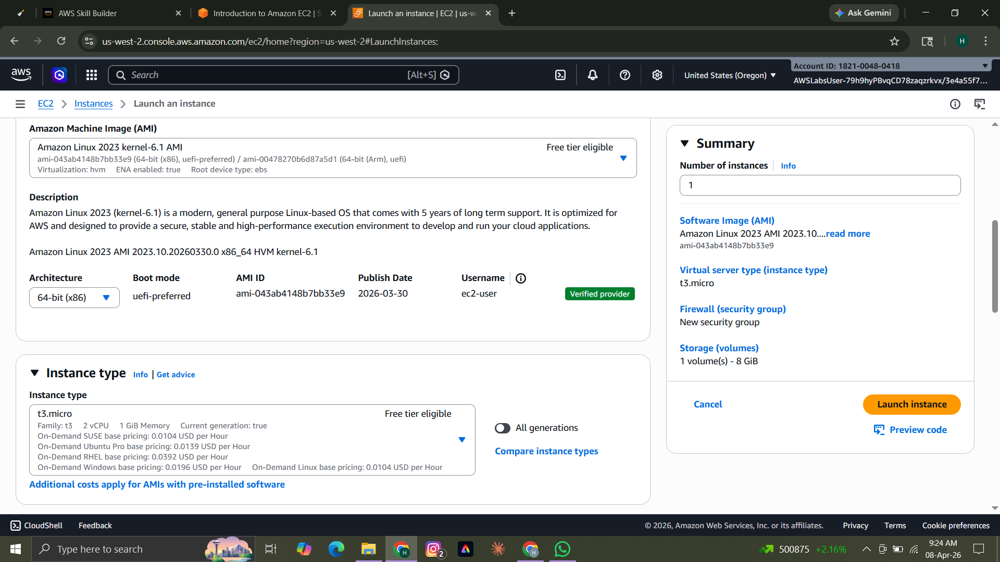 AWS Skill Builder
Introduction to Amazon EC2 | S
Launch an instance | EC2 | us-w
Ask Gemini
us-west-2.console.aws.amazon.com/ec2/home?region=us-west-2#LaunchInstances:
H
aws
Search
[Alt+S]
United States (Oregon)
Account ID: 1821-0048-0418
AWSLabsUser-79h9hyPBvqCD78zaqzrkvx/3e4a55f7...
EC2
Instances
Launch an instance
Amazon Machine Image (AMI)
Amazon Linux 2023 kernel-6.1 AMI
Free tier eligible
ami-043ab4148b7bb33e9 (64-bit (x86), uefi-preferred) / ami-00478270b6d87a5d1 (64-bit (Arm), uefi)
Virtualization: hvm ENA enabled: true Root device type: ebs
Description
Amazon Linux 2023 (kernel-6.1) is a modern, general purpose Linux-based OS that comes with 5 years of long term support. It is optimized for
AWS and designed to provide a secure, stable and high-performance execution environment to develop and run your cloud applications.
Amazon Linux 2023 AMI 2023.10.20260330.0 x86_64 HVM kernel-6.1
Architecture Boot mode AMI ID Publish Date Username
64-bit (x86) uefi-preferred ami-043ab4148b7bb33e9 2026-03-30 ec2-user Verified provider
Instance type Info | Get advice
Instance type
t3.micro
Free tier eligible
Family: t3 2 vCPU 1 GiB Memory Current generation: true
On-Demand SUSE base pricing: 0.0104 USD per Hour
On-Demand Ubuntu Pro base pricing: 0.0139 USD per Hour
On-Demand RHEL base pricing: 0.0392 USD per Hour
On-Demand Windows base pricing: 0.0196 USD per Hour On-Demand Linux base pricing: 0.0104 USD per Hour
All generations
Compare instance types
Additional costs apply for AMIs with pre-installed software
Summary
Number of instances Info
1
Software Image (AMI)
Amazon Linux 2023 AMI 2023.10....read more
ami-043ab4148b7bb33e9
Virtual server type (instance type)
t3.micro
Firewall (security group)
New security group
Storage (volumes)
1 volume(s) - 8 GiB
Cancel
Launch instance
Preview code
CloudShell
Feedback
© 2026, Amazon Web Services, Inc. or its affiliates.
Privacy
Terms
Cookie preferences
Type here to search
2
500875 +2.16%
9:24 AM
08-Apr-26